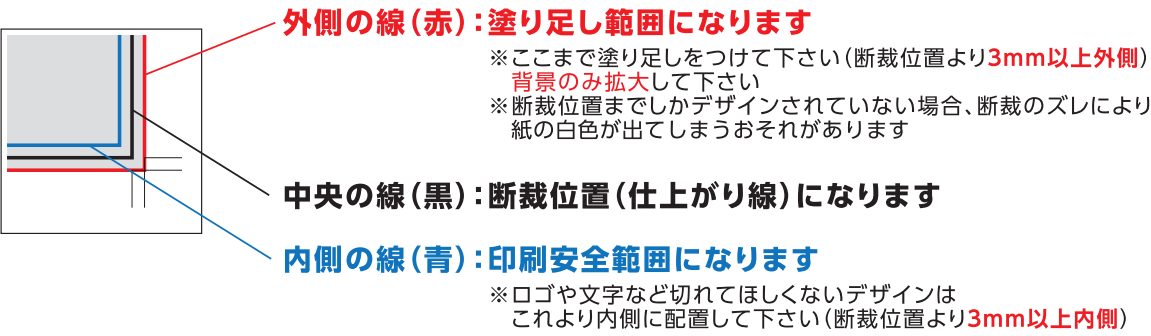 外側の線（赤）：塗り足し範囲になります
※ここまで塗り足しをつけて下さい（断裁位置より3mm以上外側）
背景のみ拡大して下さい
※断裁位置までしかデザインされていない場合、断裁のズレにより
紙の白色が出てしまうおそれがあります
中央の線（黒）：断裁位置（仕上がり線）になります
内側の線（青）：印刷安全範囲になります
※ロゴや文字など切れてほしくないデザインは
これより内側に配置して下さい（断裁位置より3mm以上内側）